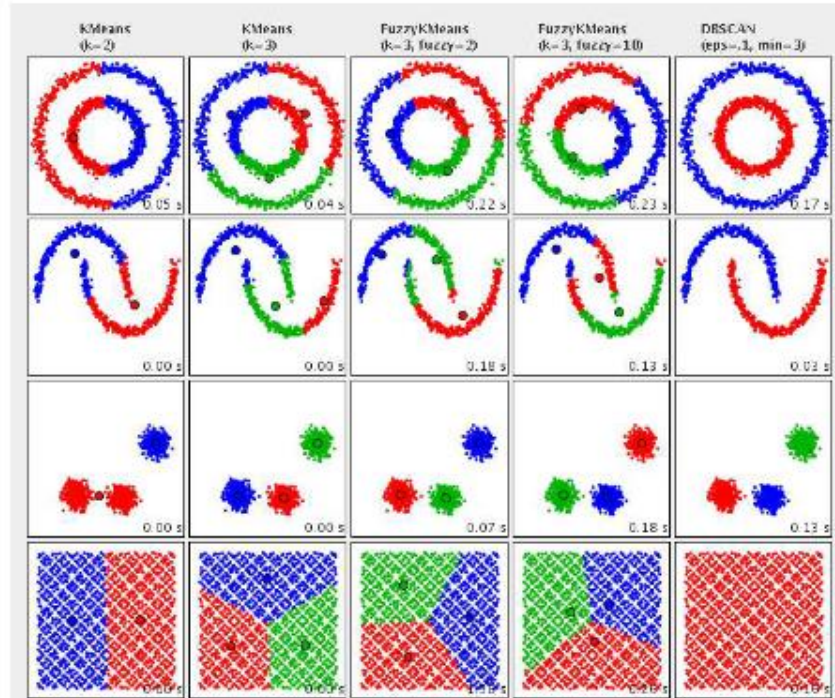 KMeans
(k=2)
KMeans
(k=3)
FuzzyKMeans
(k=3, fuzzy=2)
FuzzyKMeans
(k=3, fuzzy=10)
DBSCAN
(eps=.1, min=3)
0.05 s
0.04 s
0.22 s
0.23 s
0.17 s
0.00 s
0.00 s
0.18 s
0.13 s
0.03 s
0.00 s
0.00 s
0.07 s
0.18 s
0.13 s